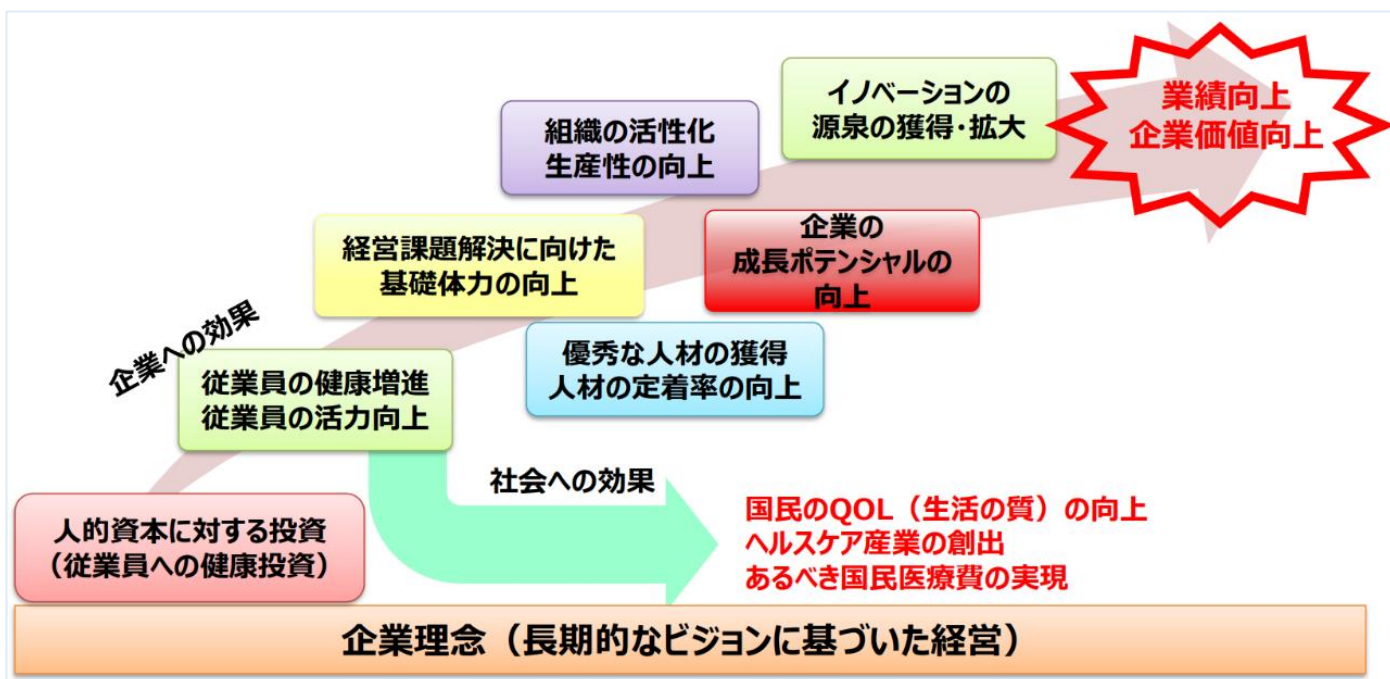 イノベーションの
源泉の獲得・拡大
業績向上
企業価値向上
組織の活性化
生産性の向上
経営課題解決に向けた
基礎体力の向上
企業の
成長ポテンシャルの
向上
企業への効果
従業員の健康増進
従業員の活力向上
優秀な人材の獲得
人材の定着率の向上
社会への効果
人的資本に対する投資
（従業員への健康投資）
国民のQOL（生活の質）の向上
ヘルスケア産業の創出
あるべき国民医療費の実現
企業理念（長期的なビジョンに基づいた経営）